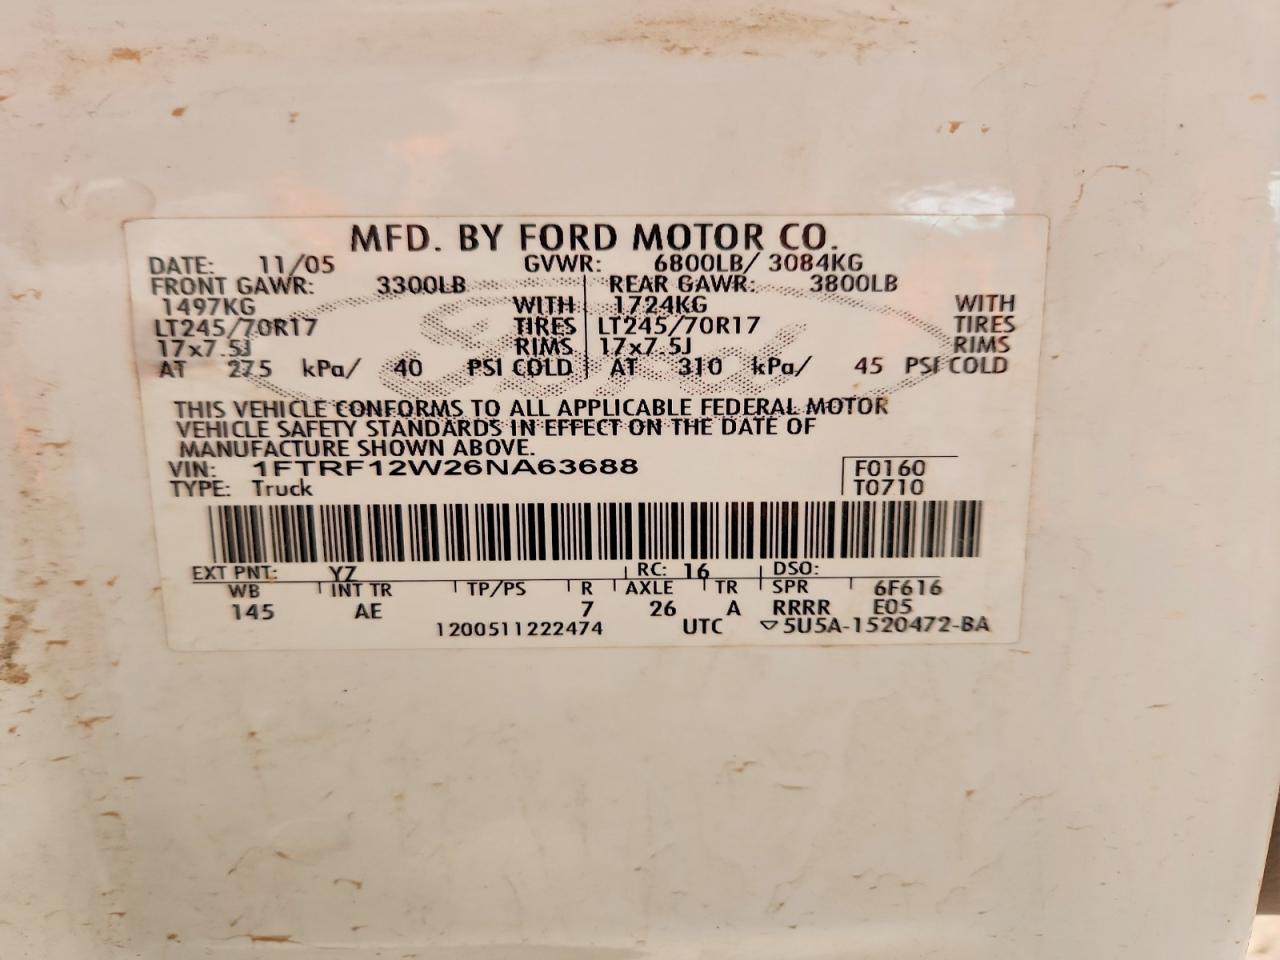 MFD. BY FORD MOTOR CO.
DATE: 11/05 GVWR: 6800LB/ 3084KG
FRONT GAWR: 3300LB REAR GAWR: 3800LB
1497KG WITH 1724KG WITH
LT245/70R17 TIRES LT245/70R17 TIRES
17x7.5J RIMS 17x7.5J RIMS
AT 275 kPa/ 40 PSI COLD AT 310 kPa/ 45 PSI COLD
THIS VEHICLE CONFORMS TO ALL APPLICABLE FEDERAL MOTOR
VEHICLE SAFETY STANDARDS IN EFFECT ON THE DATE OF
MANUFACTURE SHOWN ABOVE.
VIN: 1FTRF12W26NA63688 F0160
TYPE: Truck T0710
EXT PNT: YZ RC: 16 DSO:
WB INT TR TP/PS R AXLE TR SPR 6F616
145 AE 7 26 A RRRR E05
1200511222474 UTC ▽5U5A-1520472-BA